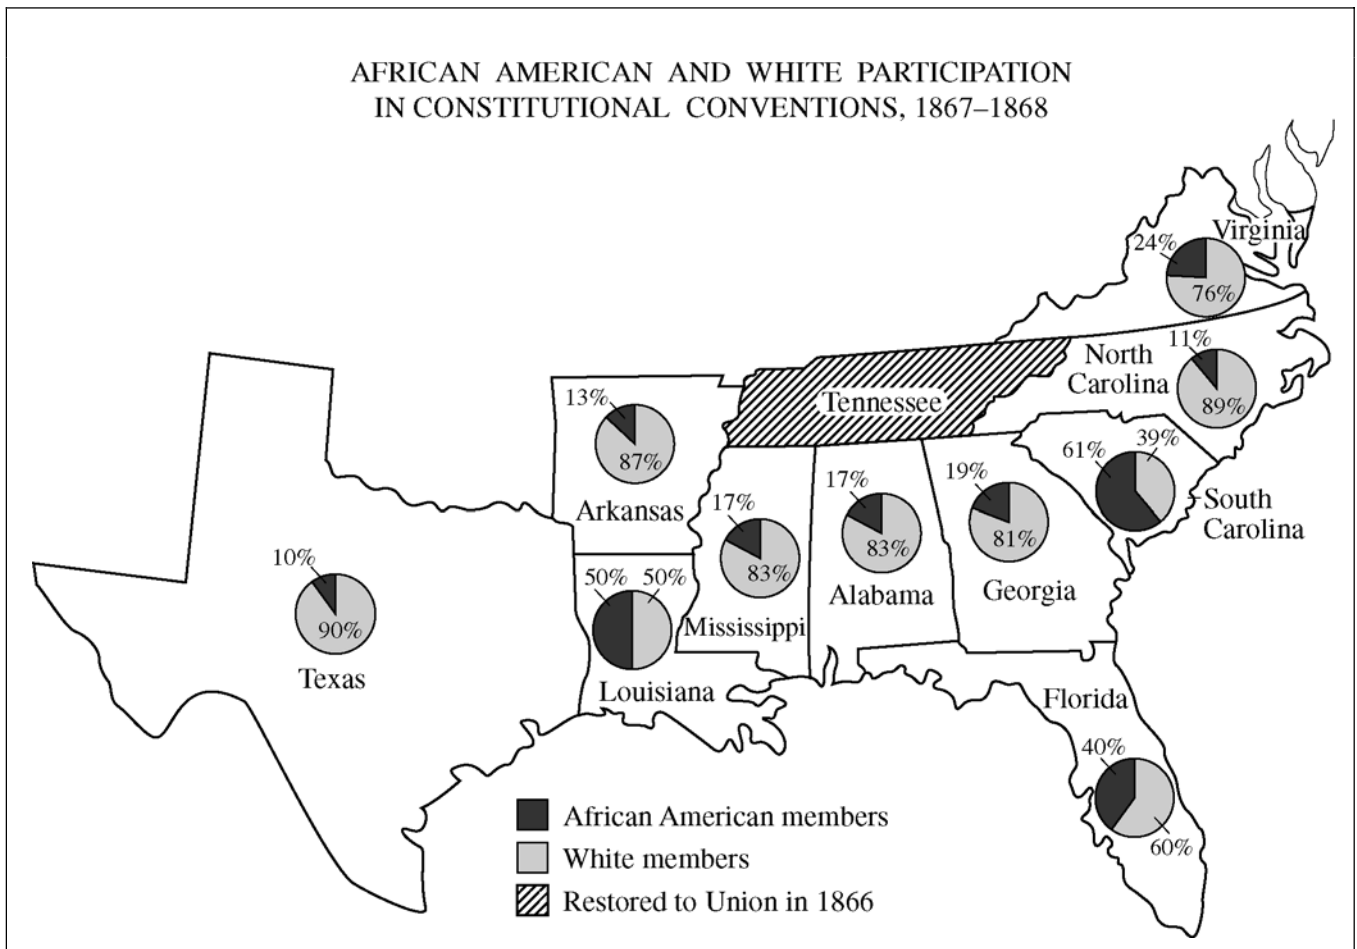 AFRICAN AMERICAN AND WHITE PARTICIPATION
IN CONSTITUTIONAL CONVENTIONS, 1867–1868
Virginia
24%
76%
North
Carolina
11%
89%
Tennessee
13%
87%
Arkansas
61%
39%
South
Carolina
17%
83%
Mississippi
17%
83%
Alabama
19%
81%
Georgia
10%
90%
Texas
50%
50%
Louisiana
Florida
40%
60%
African American members
White members
Restored to Union in 1866